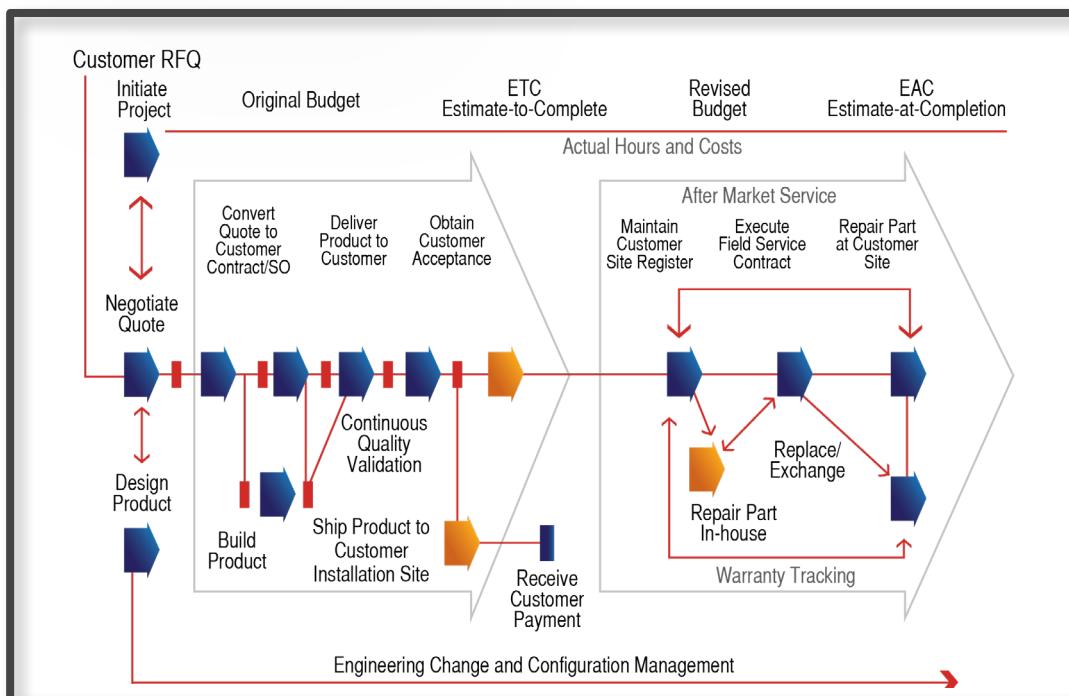 Customer RFQ
Initiate
Project
Original Budget
ETC
Estimate-to-Complete
Revised
Budget
EAC
Estimate-at-Completion
Actual Hours and Costs
Convert
Quote to
Customer
Contract/SO
Deliver
Product to
Customer
Obtain
Customer
Acceptance
After Market Service
Maintain
Customer
Site Register
Execute
Field Service
Contract
Repair Part
at Customer
Site
Negotiate
Quote
Continuous
Quality
Validation
Replace/
Exchange
Design
Product
Build
Product
Ship Product to
Customer
Installation Site
Repair Part
In-house
Receive
Customer
Payment
Warranty Tracking
Engineering Change and Configuration Management